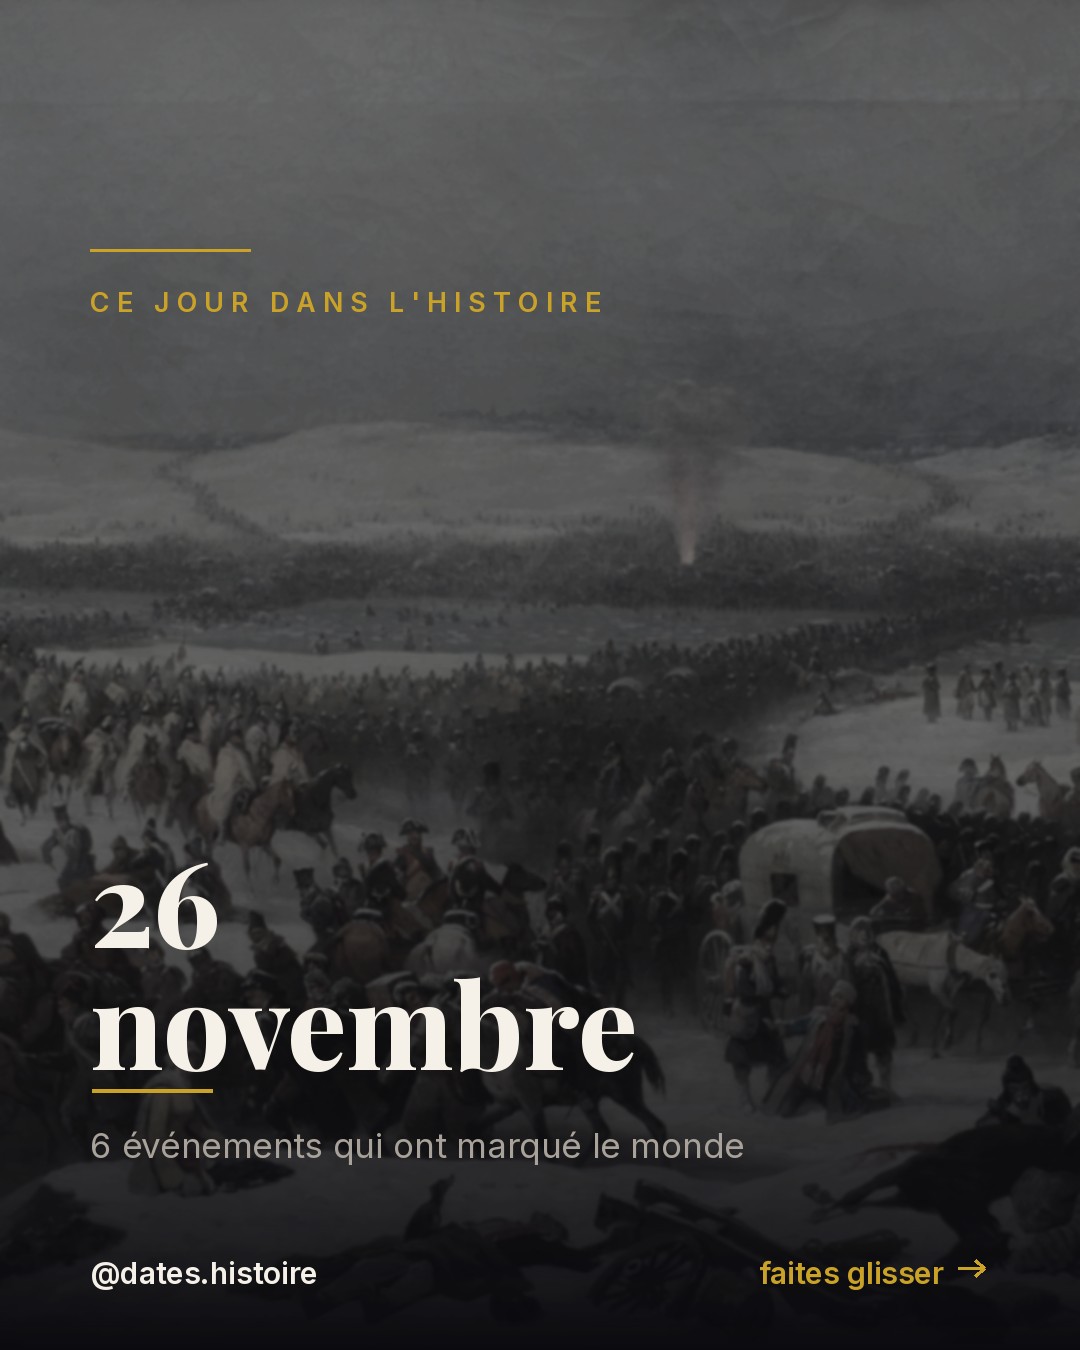 CE JOUR DANS L'HISTOIRE
26
novembre
6 événements qui ont marqué le monde
@dates.histoire
faites glisser →